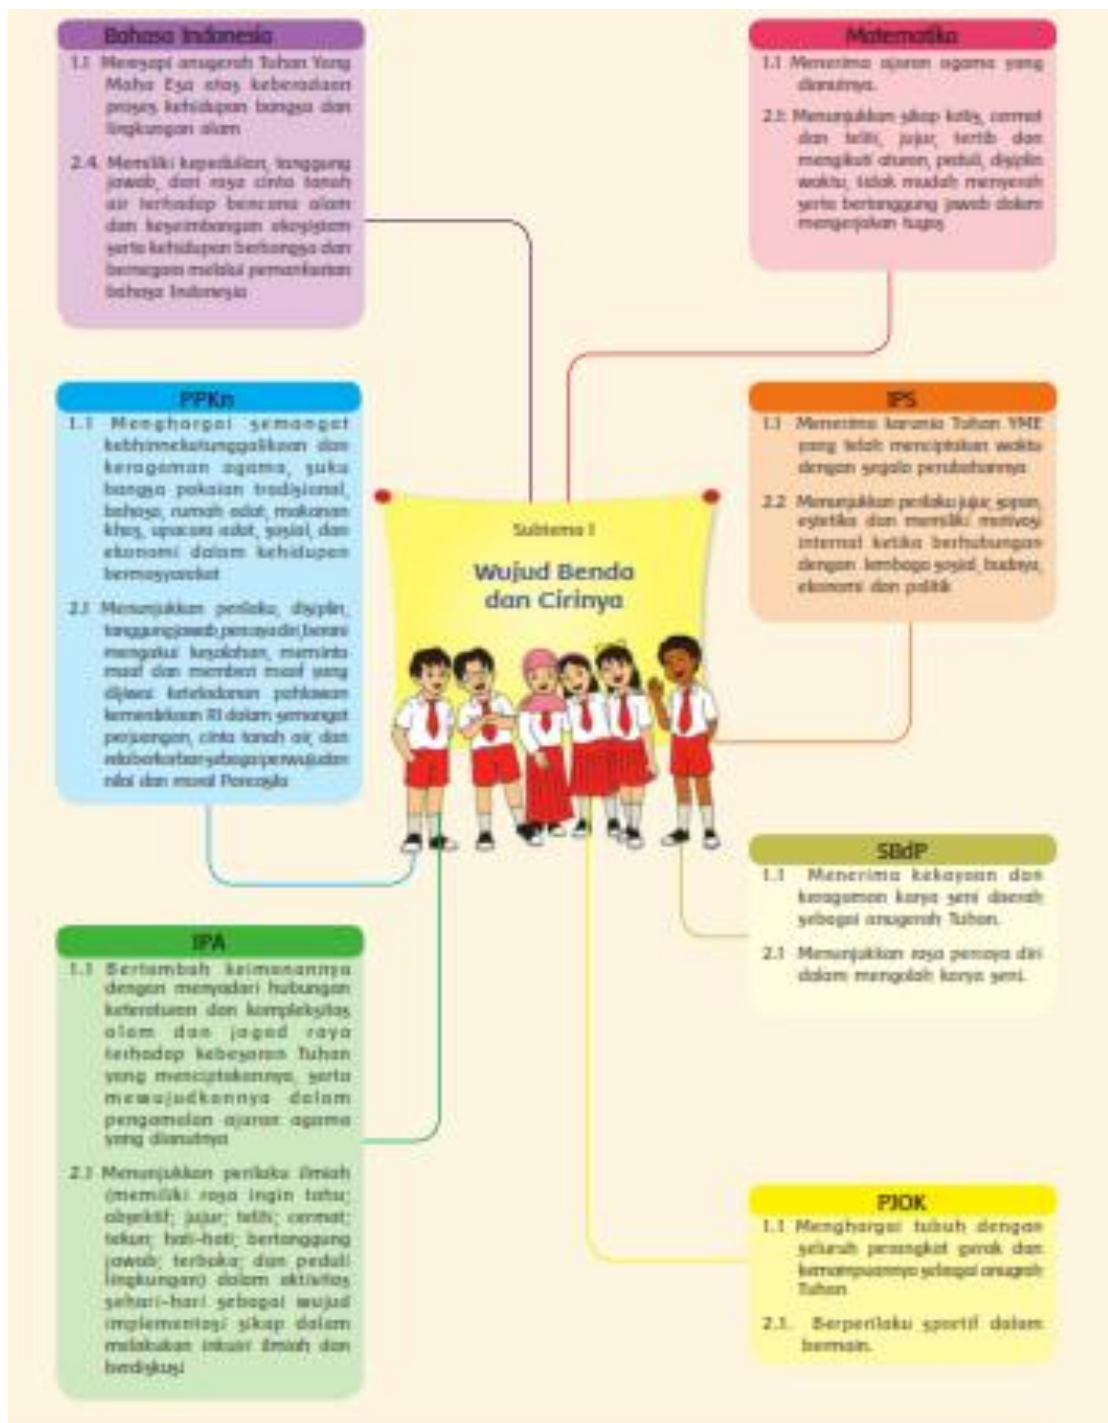 Bahasa Indonesia
1.1 Meresapi anugerah Tuhan Yang
Maha Esa atas keberadaan
proses kehidupan bangsa dan
lingkungan alam
2.4. Memiliki kepedulian, tanggung
jawab, dan rasa cinta tanah
air terhadap bencana alam
dan keseimbangan ekosistem
serta kehidupan berbangsa dan
bernegara melalui pemanfaatan
bahasa Indonesia
Matematika
1.1 Menerima ajaran agama yang
dianutnya.
2.1: Menunjukkan sikap kritis, cermat
dan teliti, jujur, tertib dan
mengikuti aturan, peduli, disiplin
waktu, tidak mudah menyerah
serta bertanggung jawab dalam
mengerjakan tugas
PPKn
1.1 Menghargai semangat
kebhinnekatunggalikaan dan
keragaman agama, suku
bangsa pakaian tradisional,
bahasa, rumah adat, makanan
khas, upacara adat, sosial, dan
ekonomi dalam kehidupan
bermasyarakat
2.1 Menunjukkan perilaku, disiplin,
tanggung jawab, percaya diri, berani
mengakui kesalahan, meminta
maaf dan memberi maaf yang
dijiwai keteladanan pahlawan
kemerdekaan RI dalam semangat
perjuangan, cinta tanah air, dan
rela berkorban sebagai perwujudan
nilai dan moral Pancasila
IPS
1.1 Menerima karunia Tuhan YME
yang telah menciptakan waktu
dengan segala perubahannya
2.2 Menunjukkan perilaku jujur, sopan,
estetika dan memiliki motivasi
internal ketika berhubungan
dengan lembaga sosial, budaya,
ekonomi dan politik
Subtema 1
Wujud Benda
dan Cirinya
SBdP
1.1 Menerima kekayaan dan
keragaman karya seni daerah
sebagai anugerah Tuhan.
2.1 Menunjukkan rasa percaya diri
dalam mengolah karya seni.
IPA
1.1 Bertambah keimanannya
dengan menyadari hubungan
keteraturan dan kompleksitas
alam dan jagad raya
terhadap kebesaran Tuhan
yang menciptakannya, serta
mewujudkannya dalam
pengamalan ajaran agama
yang dianutnya
2.1 Menunjukkan perilaku ilmiah
(memiliki rasa ingin tahu;
obyektif; jujur; teliti; cermat;
tekun; hati-hati; bertanggung
jawab; terbuka; dan peduli
lingkungan) dalam aktivitas
sehari-hari sebagai wujud
implementasi sikap dalam
melakukan inkuiri ilmiah dan
berdiskusi
PJOK
1.1 Menghargai tubuh dengan
seluruh perangkat gerak dan
kemampuannya sebagai anugrah
Tuhan
2.1. Berperilaku sportif dalam
bermain.